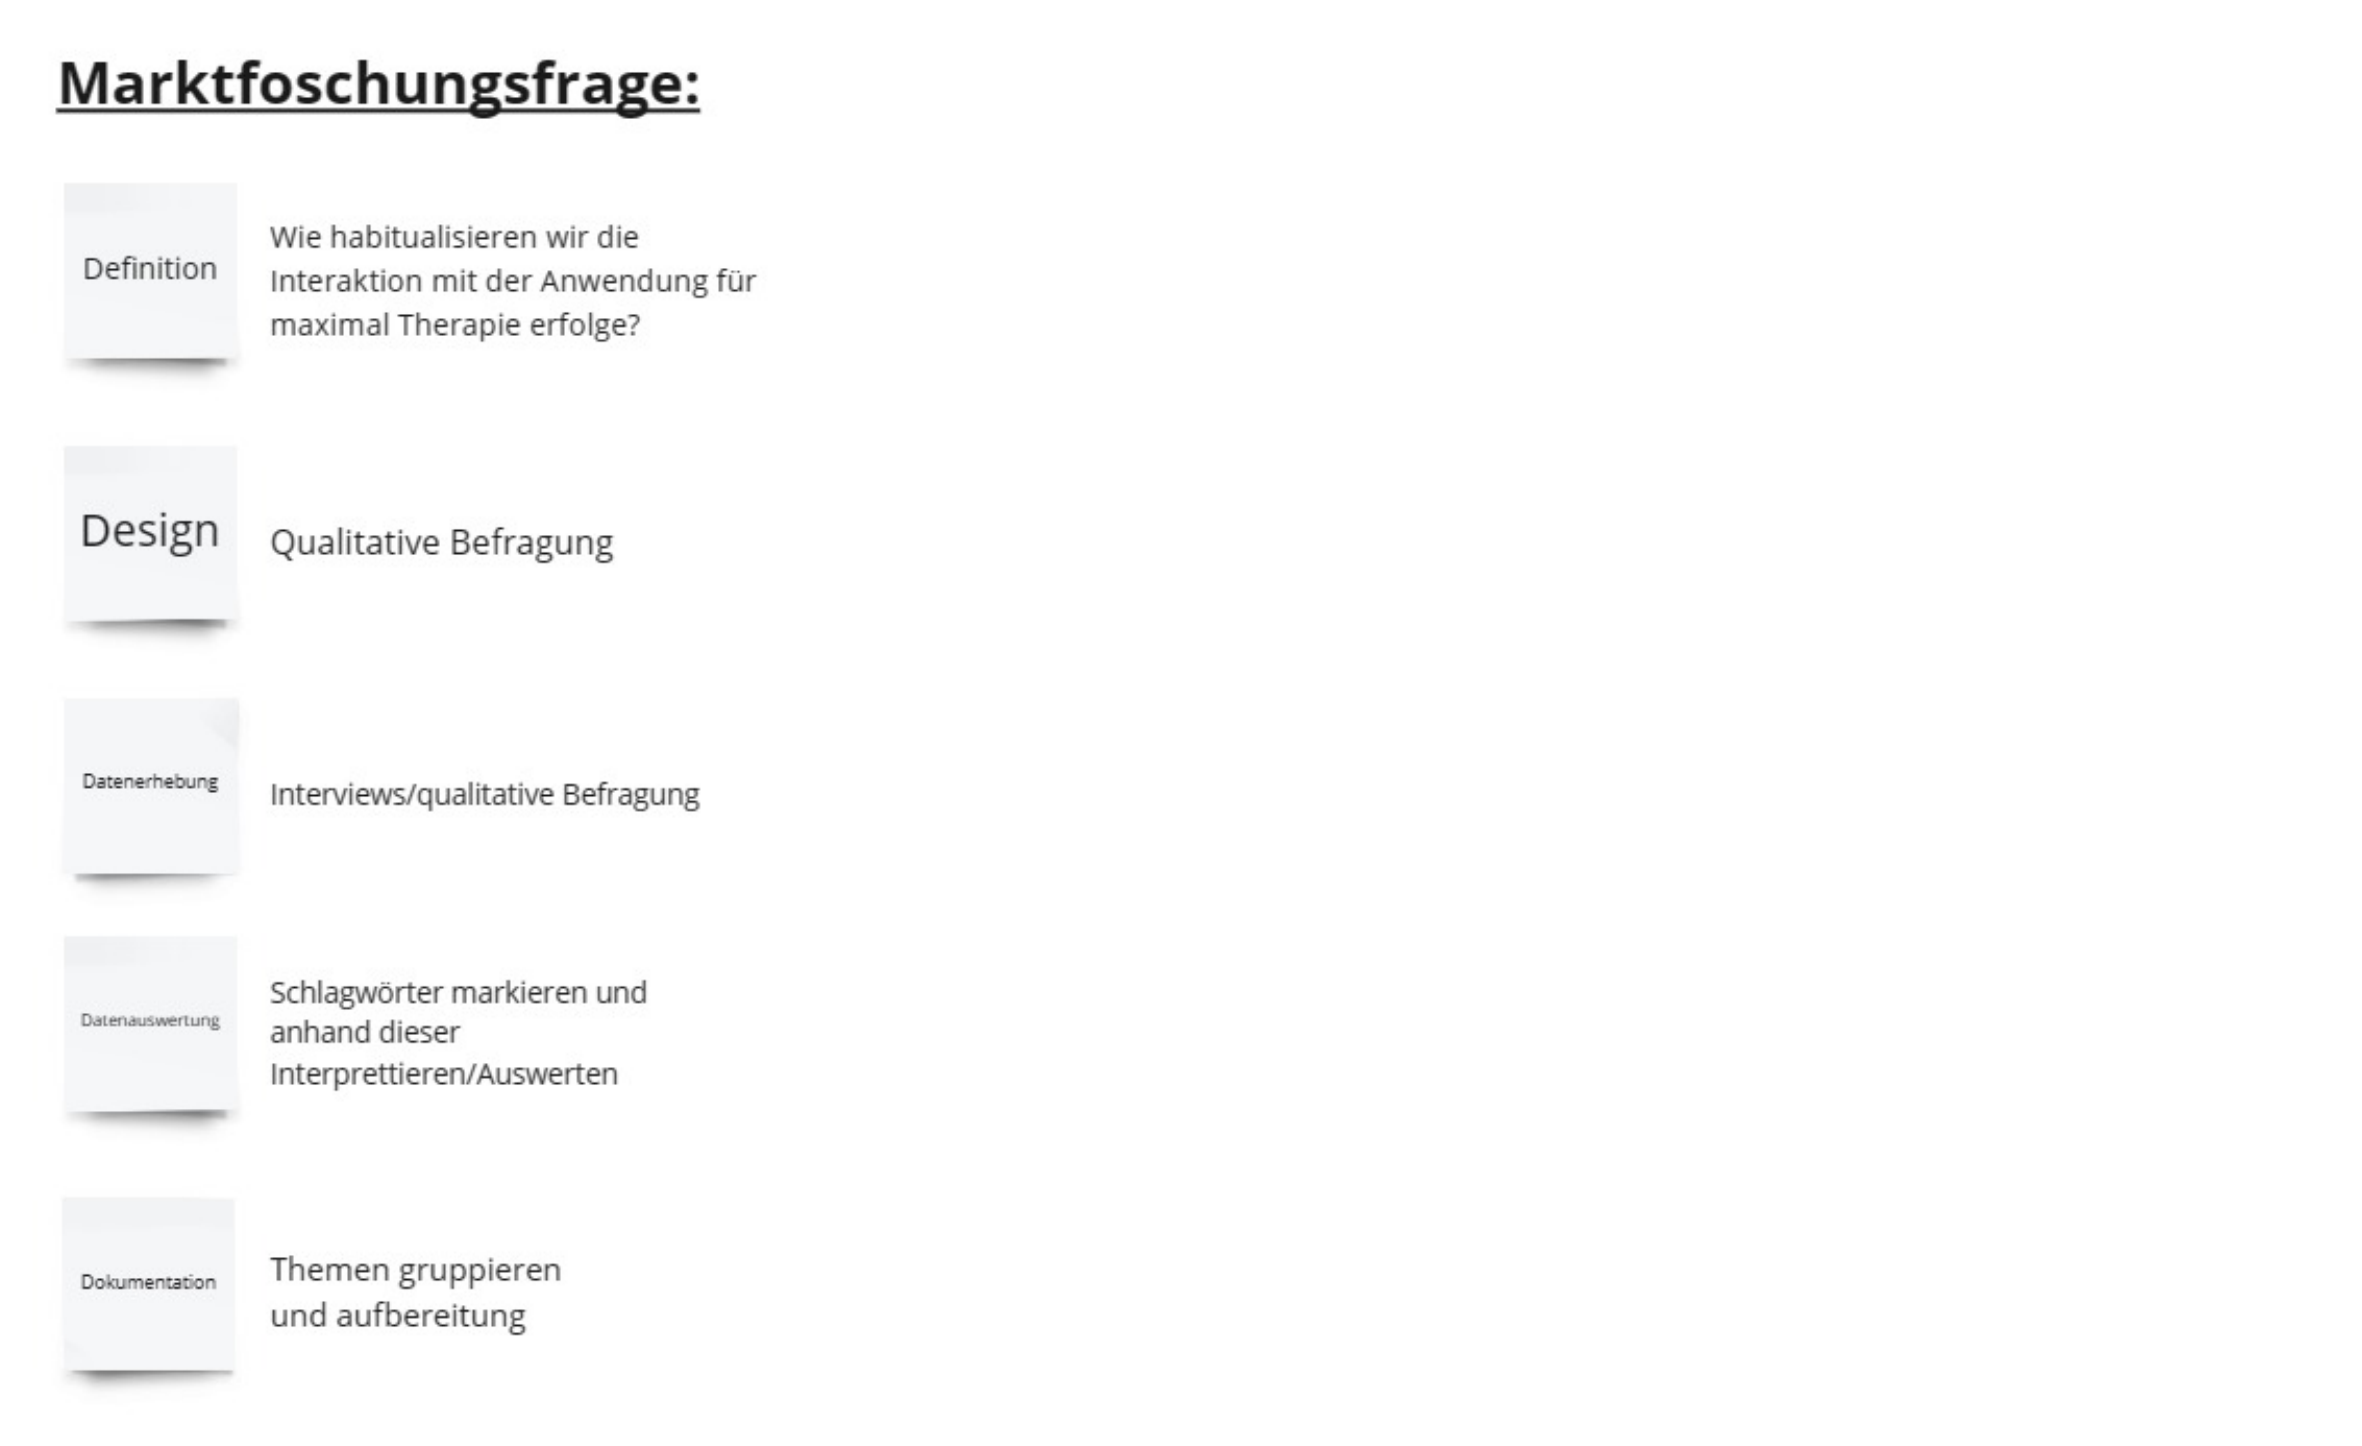 Marktfoschungsfrage:
Definition
Wie habitualisieren wir die
Interaktion mit der Anwendung für
maximal Therapie erfolge?
Design
Qualitative Befragung
Datenerhebung
Interviews/qualitative Befragung
Datenauswertung
Schlagwörter markieren und
anhand dieser
Interprettieren/Auswerten
Dokumentation
Themen gruppieren
und aufbereitung